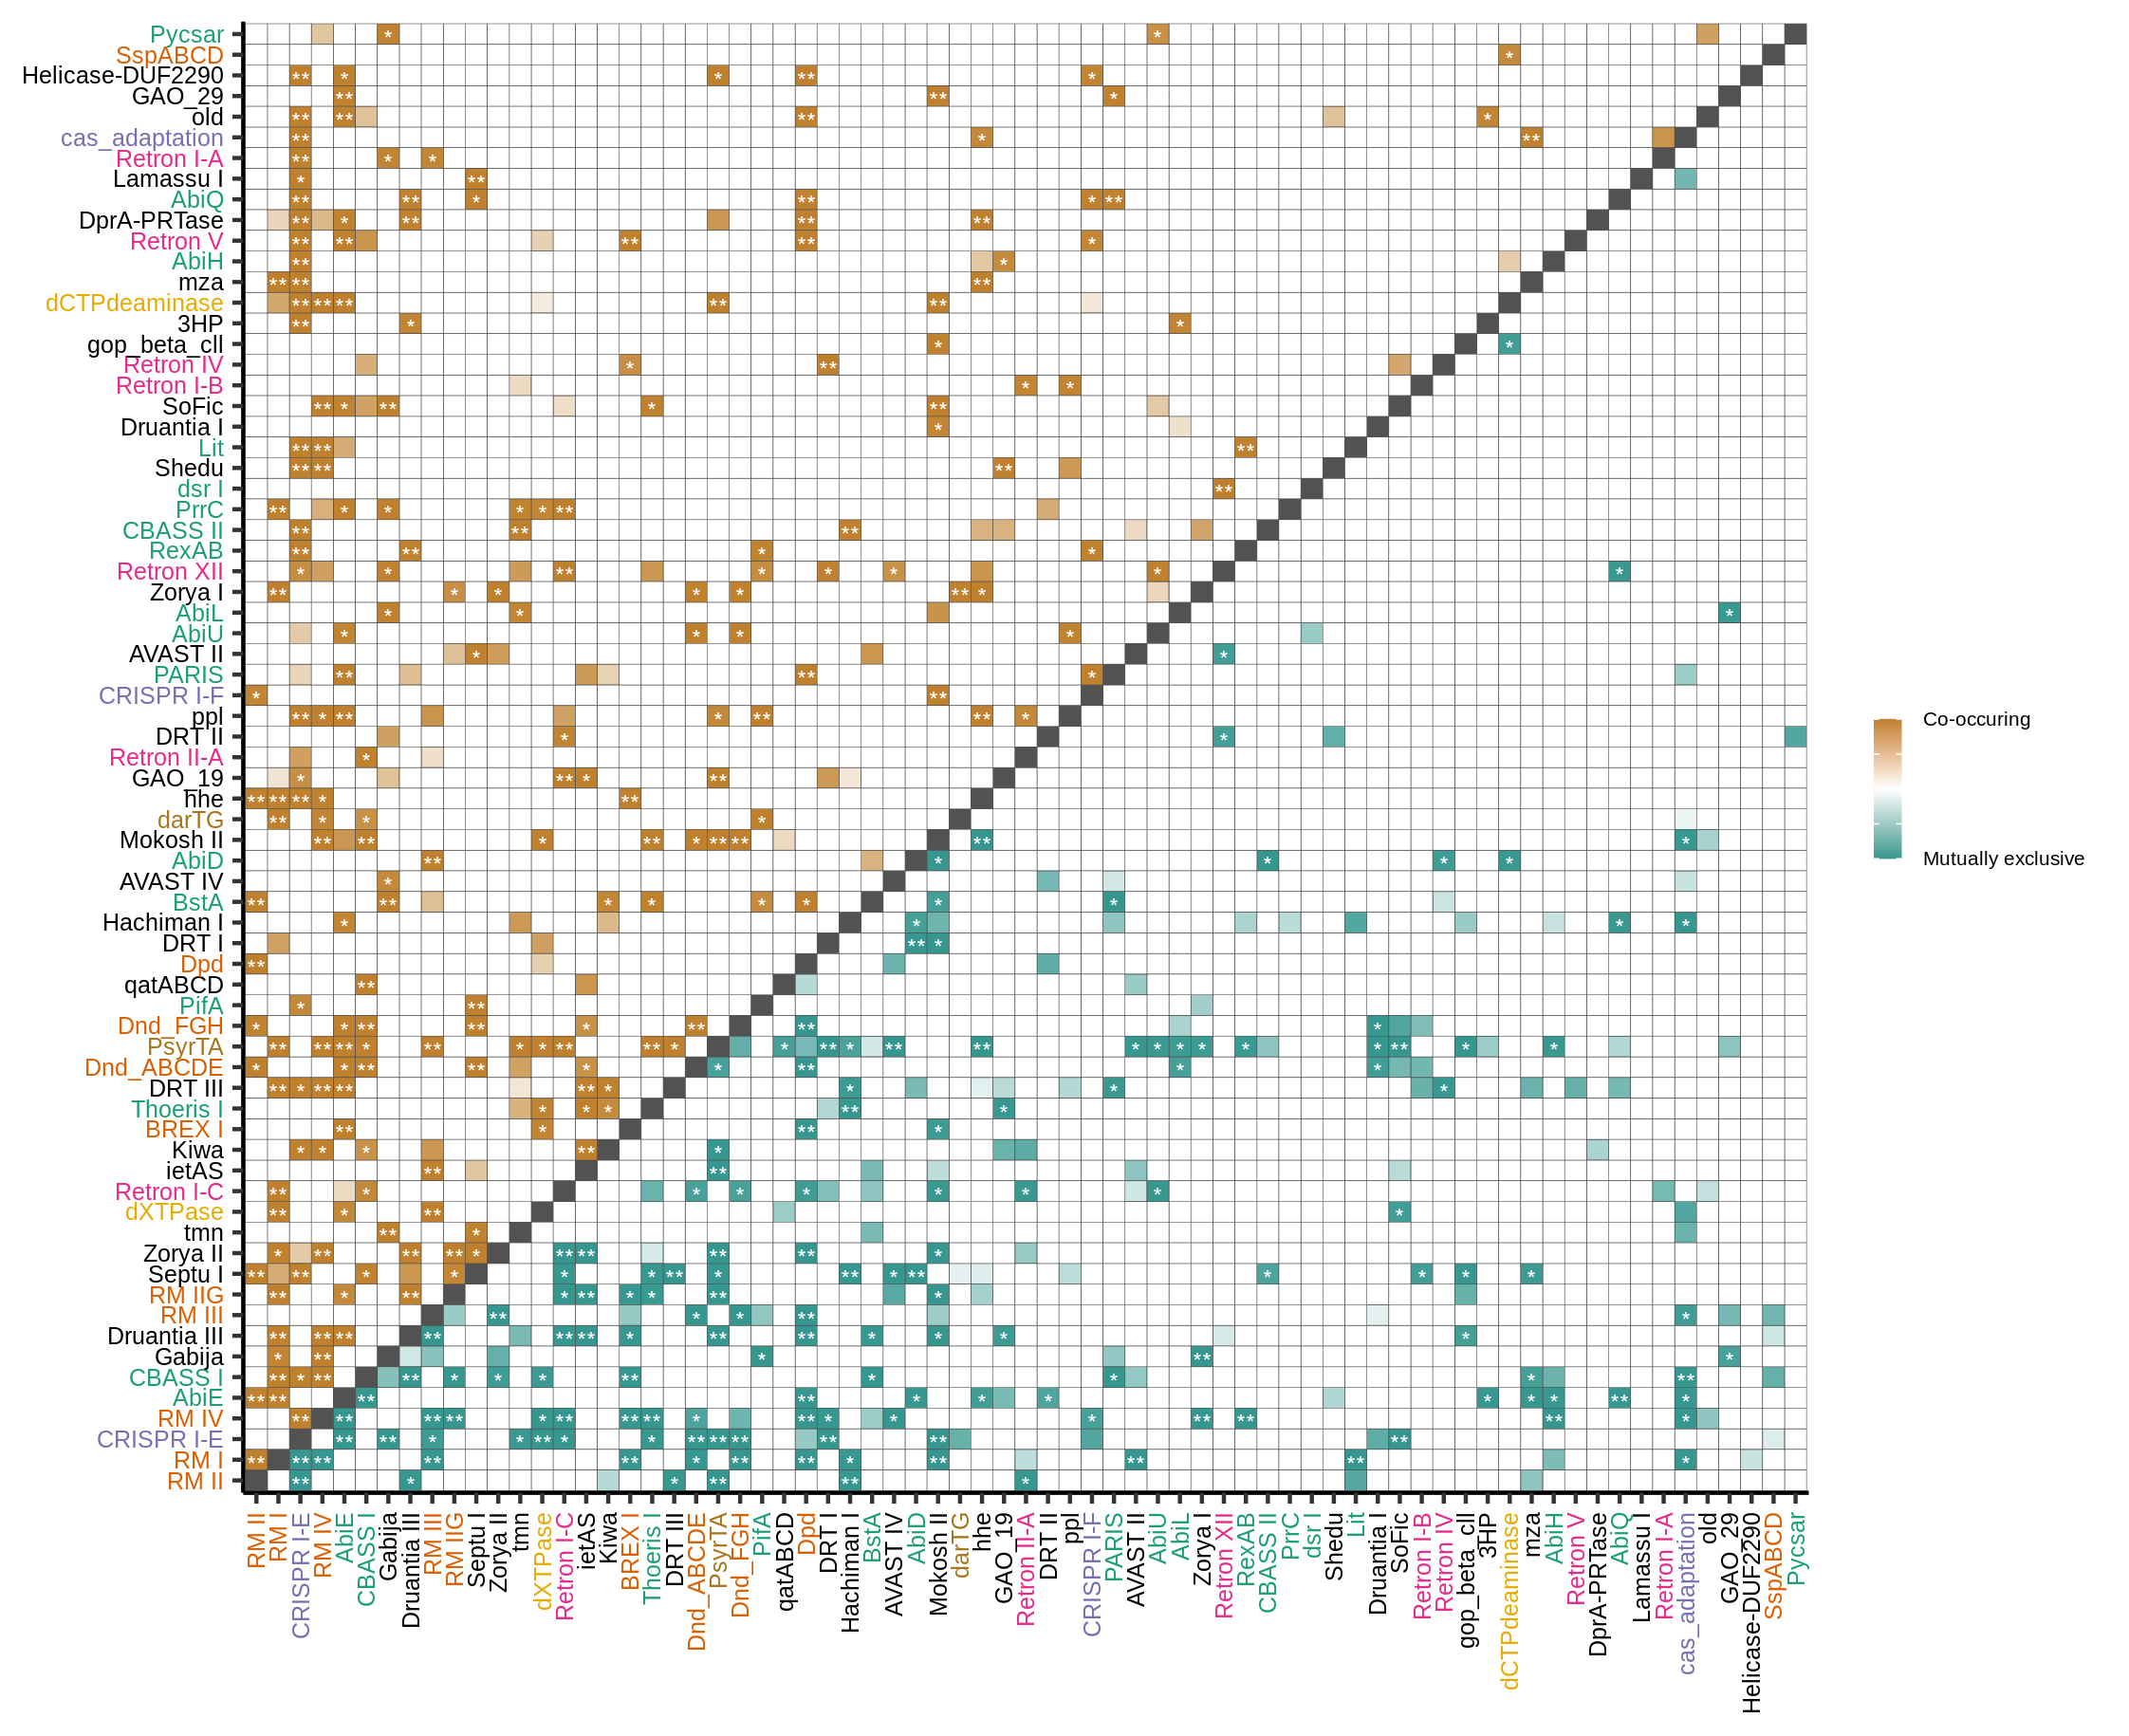 Pycsar
SspABCD
Helicase-DUF2290
GAO_29
old
cas_adaptation
Retron I-A
Lamassu I
AbiQ
DprA-PRTase
Retron V
AbiH
mza
dCTPdeaminase
3HP
gop_beta_cll
Retron IV
Retron I-B
SoFic
Druantia I
Lit
Shedu
dsr I
PrrC
CBASS II
RexAB
Retron XII
Zorya I
AbiL
AbiU
AVAST II
PARIS
CRISPR I-F
ppl
DRT II
Retron II-A
GAO_19
hhe
darTG
Mokosh II
AbiD
AVAST IV
BstA
Hachiman I
DRT I
Dpd
qatABCD
PifA
Dnd_FGH
PsyrTA
Dnd_ABCDE
DRT III
Thoeris I
BREX I
Kiwa
ietAS
Retron I-C
dXTPase
tmn
Zorya II
Septu I
RM IIG
RM III
Druantia III
Gabija
CBASS I
AbiE
RM IV
CRISPR I-E
RM I
RM II
RM II
RM I
CRISPR I-E
RM IV
AbiE
CBASS I
Gabija
Druantia III
RM III
RM IIG
Septu I
Zorya II
tmn
dXTPase
Retron I-C
ietAS
Kiwa
BREX I
Thoeris I
DRT III
Dnd_ABCDE
PsyrTA
Dnd_FGH
PifA
qatABCD
Dpd
DRT I
Hachiman I
BstA
AVAST IV
AbiD
Mokosh II
darTG
hhe
GAO_19
Retron II-A
DRT II
ppl
CRISPR I-F
PARIS
AVAST II
AbiU
AbiL
Zorya I
Retron XII
RexAB
CBASS II
PrrC
dsr I
Shedu
Lit
Druantia I
SoFic
Retron I-B
Retron IV
gop_beta_cll
3HP
dCTPdeaminase
mza
AbiH
Retron V
DprA-PRTase
AbiQ
Lamassu I
Retron I-A
cas_adaptation
old
GAO_29
Helicase-DUF2290
SspABCD
Pycsar
Co-occuring
Mutually exclusive